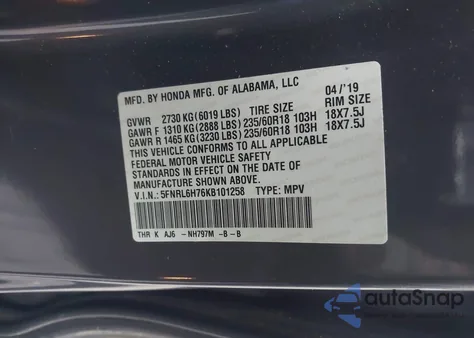 MFD. BY HONDA MFG. OF ALABAMA, LLC 04/'19
GVWR 2730 KG(6019 LBS) TIRE SIZE RIM SIZE
GAWR F 1310 KG(2888 LBS) 235/60R18 103H 18X7.5J
GAWR R 1465 KG(3230 LBS) 235/60R18 103H 18X7.5J
THIS VEHICLE CONFORMS TO ALL APPLICABLE
FEDERAL MOTOR VEHICLE SAFETY
STANDARDS IN EFFECT ON THE DATE OF
MANUFACTURE SHOWN ABOVE.
V.I.N.: 5FNRL6H76KB101258 TYPE: MPV
THR K AJ6 -NH797M -B-B
autoSnap